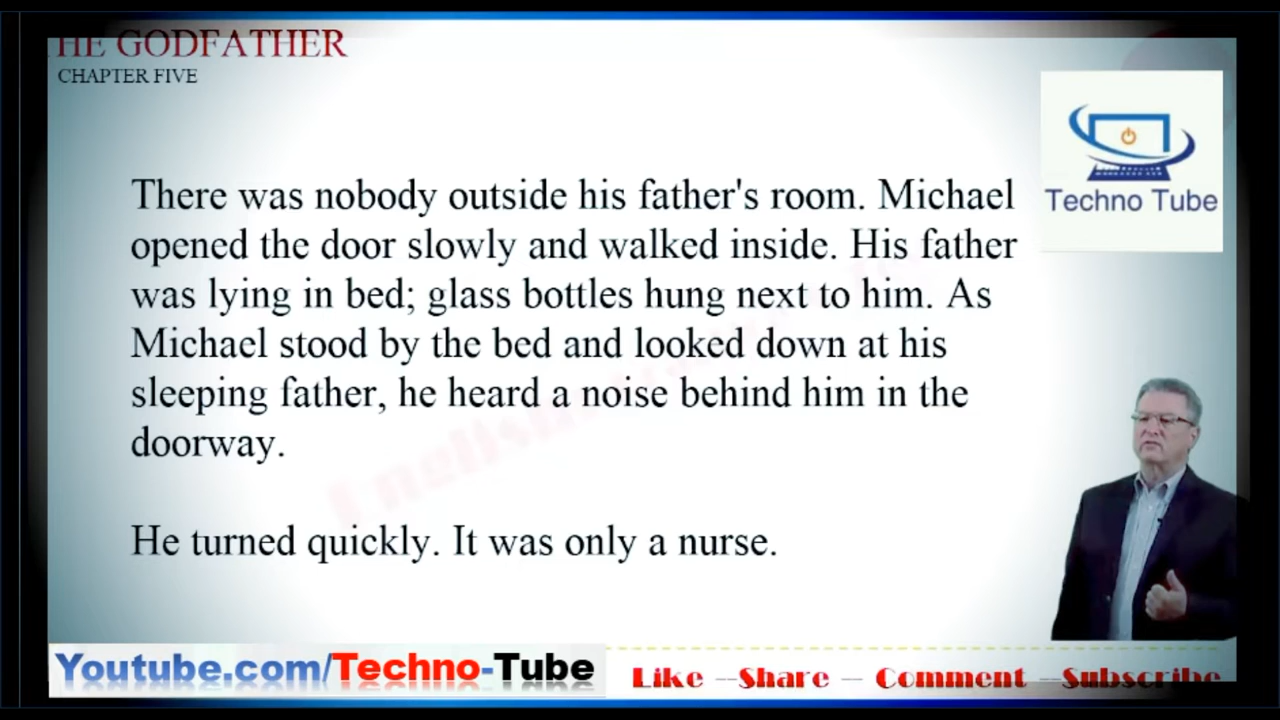 THE GODFATHER
CHAPTER FIVE
Techno Tube
There was nobody outside his father's room. Michael
opened the door slowly and walked inside. His father
was lying in bed; glass bottles hung next to him. As
Michael stood by the bed and looked down at his
sleeping father, he heard a noise behind him in the
doorway.
He turned quickly. It was only a nurse.
Youtube.com/Techno-Tube
Like --Share -- Comment --Subscribe